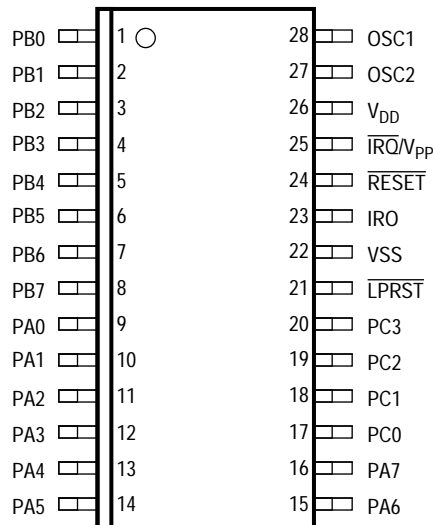 PB0 1 28 OSC1
PB1 2 27 OSC2
PB2 3 26 VDD
PB3 4 25 IRQ/VPP
PB4 5 24 RESET
PB5 6 23 IRO
PB6 7 22 VSS
PB7 8 21 LPRST
PA0 9 20 PC3
PA1 10 19 PC2
PA2 11 18 PC1
PA3 12 17 PC0
PA4 13 16 PA7
PA5 14 15 PA6